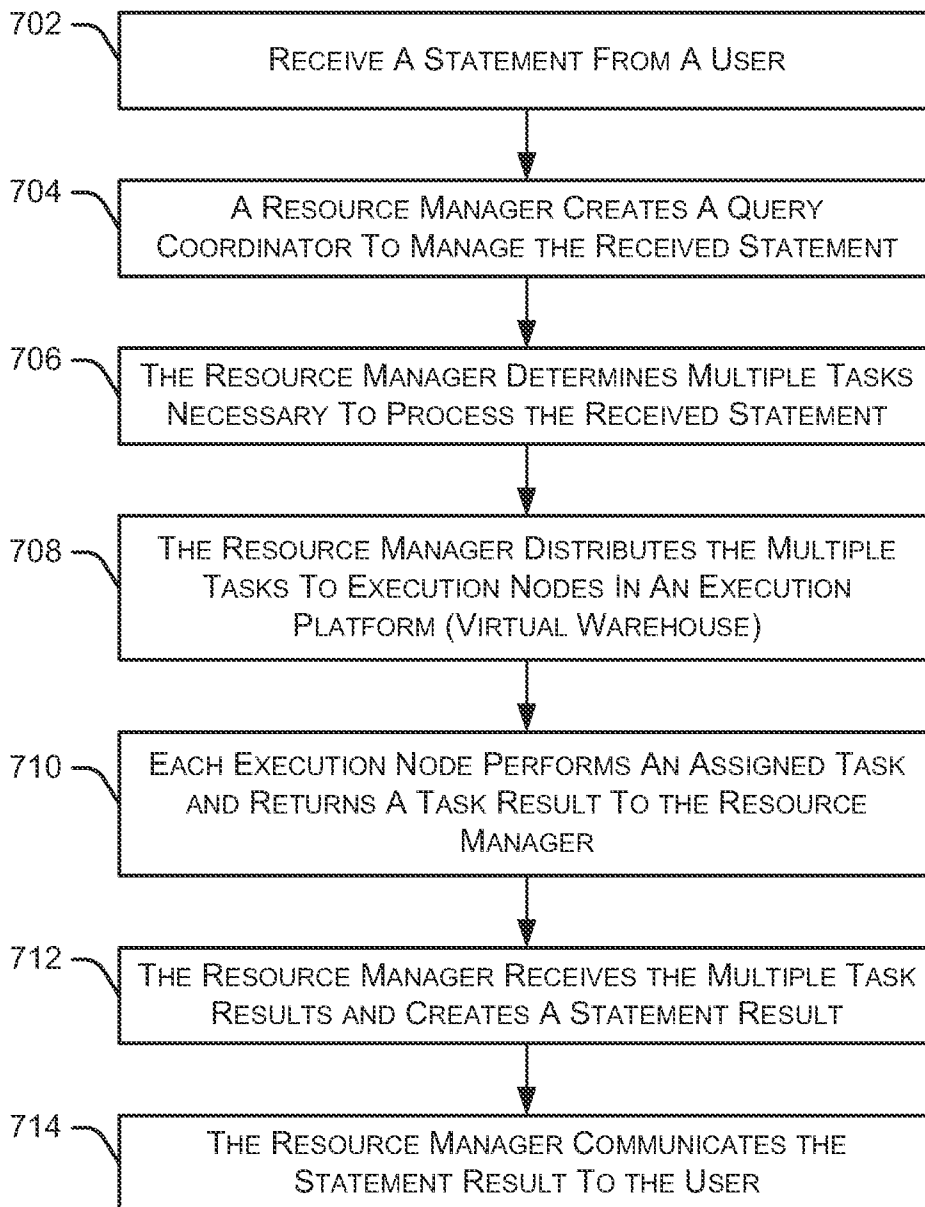 702
RECEIVE A STATEMENT FROM A USER
704
A RESOURCE MANAGER CREATES A QUERY
COORDINATOR TO MANAGE THE RECEIVED STATEMENT
706
THE RESOURCE MANAGER DETERMINES MULTIPLE TASKS
NECESSARY TO PROCESS THE RECEIVED STATEMENT
708
THE RESOURCE MANAGER DISTRIBUTES THE MULTIPLE
TASKS TO EXECUTION NODES IN AN EXECUTION
PLATFORM (VIRTUAL WAREHOUSE)
710
EACH EXECUTION NODE PERFORMS AN ASSIGNED TASK
AND RETURNS A TASK RESULT TO THE RESOURCE
MANAGER
712
THE RESOURCE MANAGER RECEIVES THE MULTIPLE TASK
RESULTS AND CREATES A STATEMENT RESULT
714
THE RESOURCE MANAGER COMMUNICATES THE
STATEMENT RESULT TO THE USER